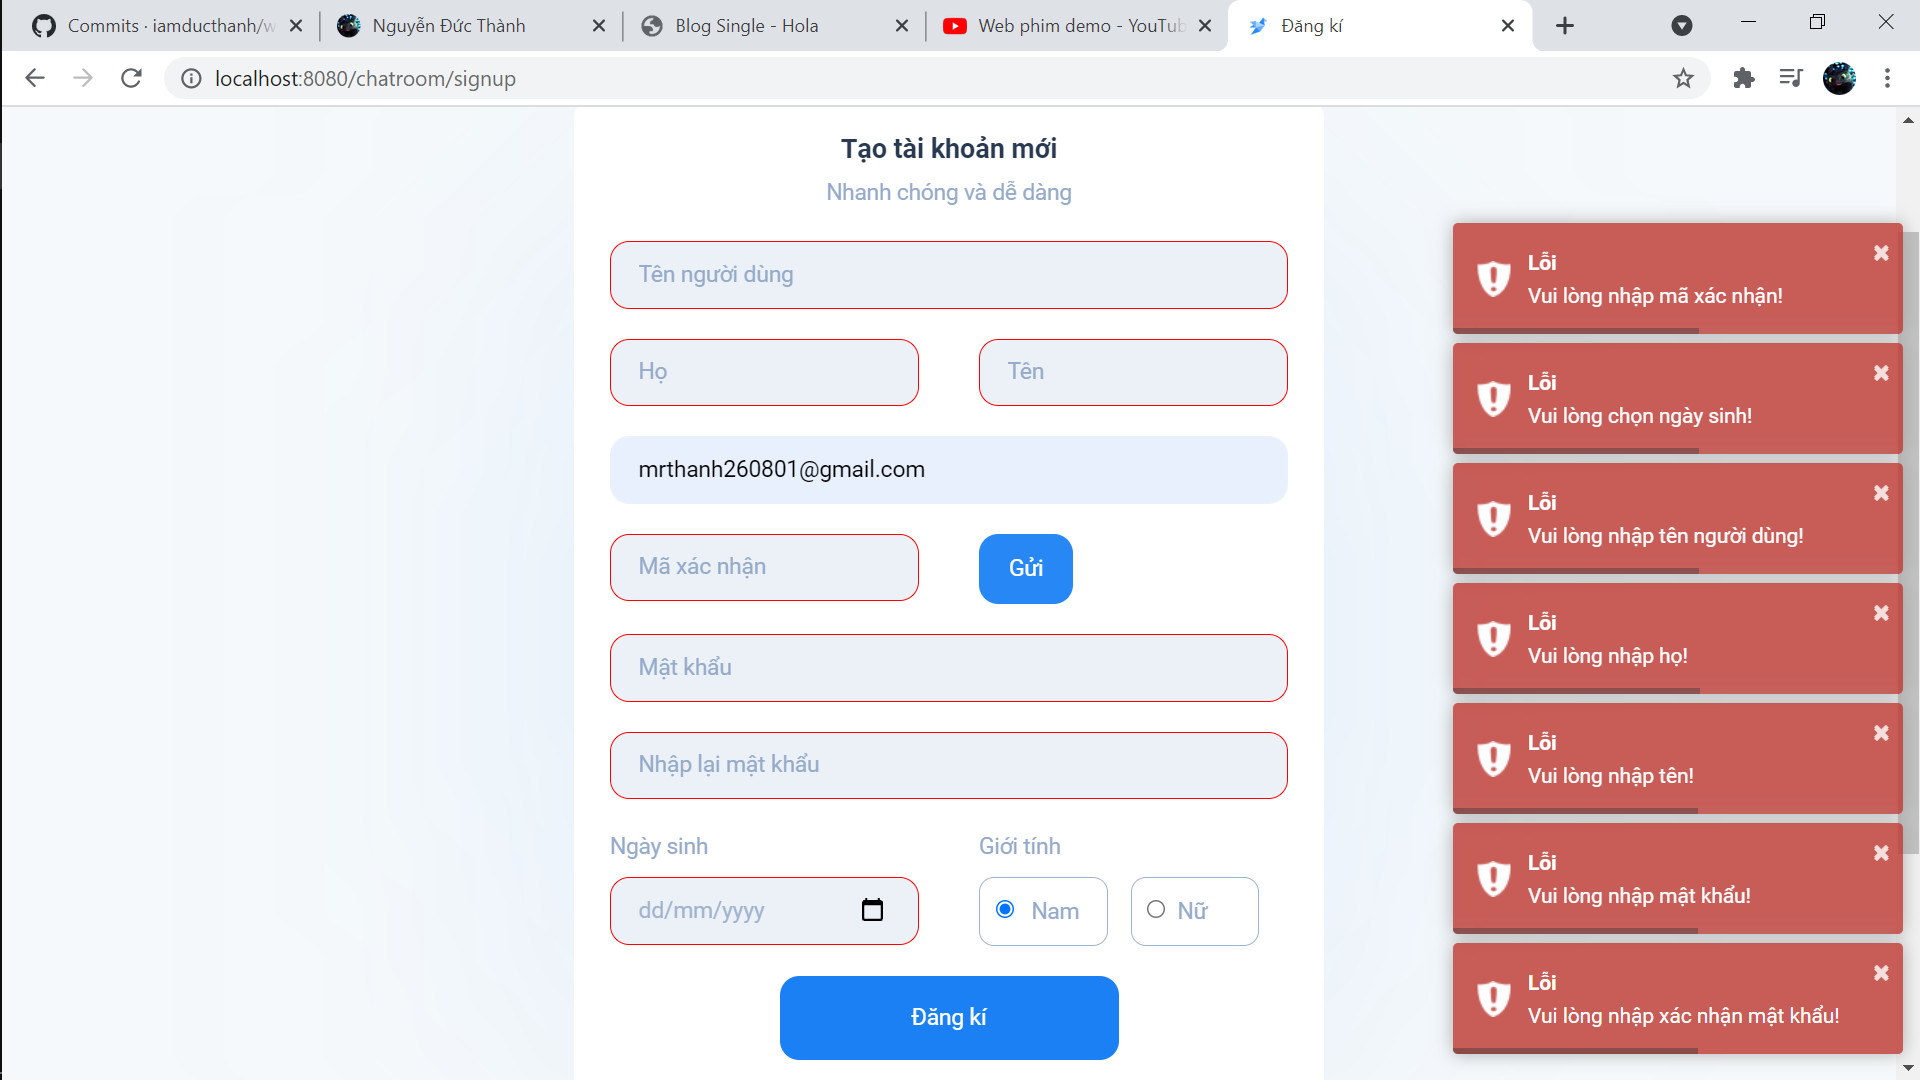 Commits · iamducthanh/w
Nguyễn Đức Thành
Blog Single - Hola
Web phim demo - YouTub
Đăng kí
localhost:8080/chatroom/signup
Tạo tài khoản mới
Nhanh chóng và dễ dàng
Tên người dùng
Họ
Tên
mrthanh260801@gmail.com
Mã xác nhận
Gửi
Mật khẩu
Nhập lại mật khẩu
Ngày sinh
Giới tính
dd/mm/yyyy
Nam
Nữ
Đăng kí
Lỗi
Vui lòng nhập mã xác nhận!
Lỗi
Vui lòng chọn ngày sinh!
Lỗi
Vui lòng nhập tên người dùng!
Lỗi
Vui lòng nhập họ!
Lỗi
Vui lòng nhập tên!
Lỗi
Vui lòng nhập mật khẩu!
Lỗi
Vui lòng nhập xác nhận mật khẩu!